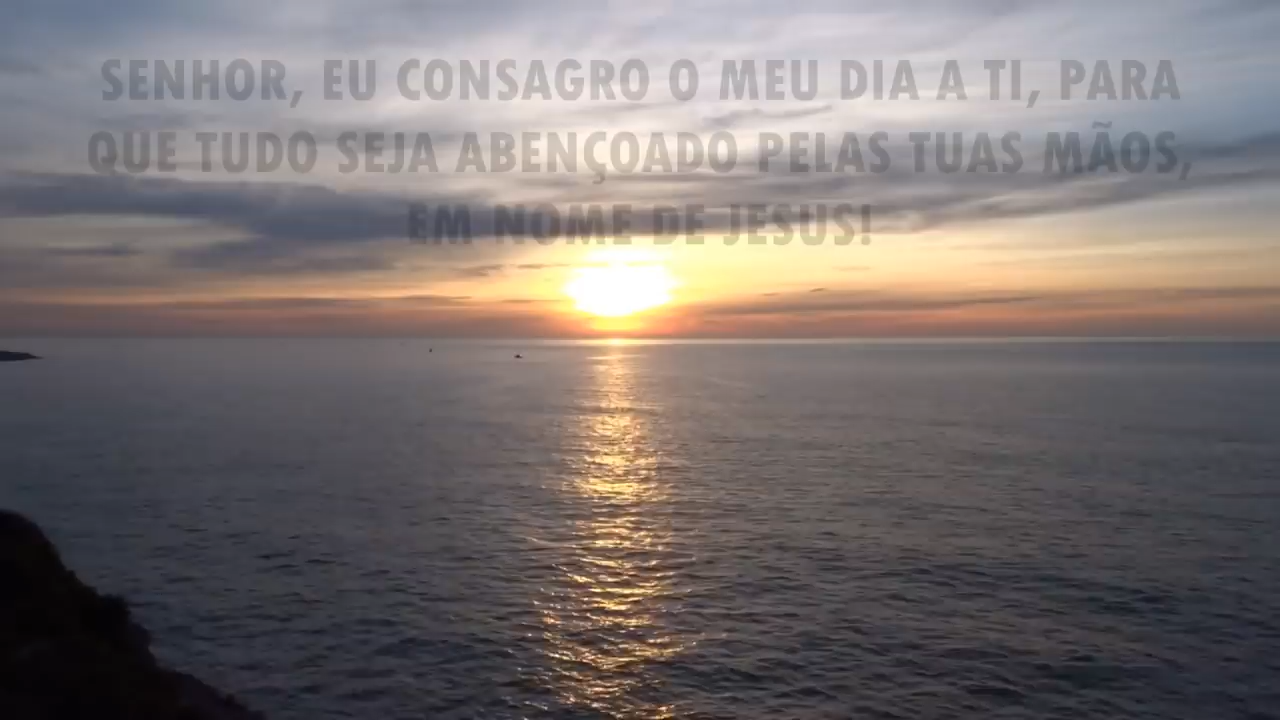 SENHOR, EU CONSAGRO O MEU DIA A TI, PARA
QUE TUDO SEJA ABENÇOADO PELAS TUAS MÃOS,
EM NOME DE JESUS!